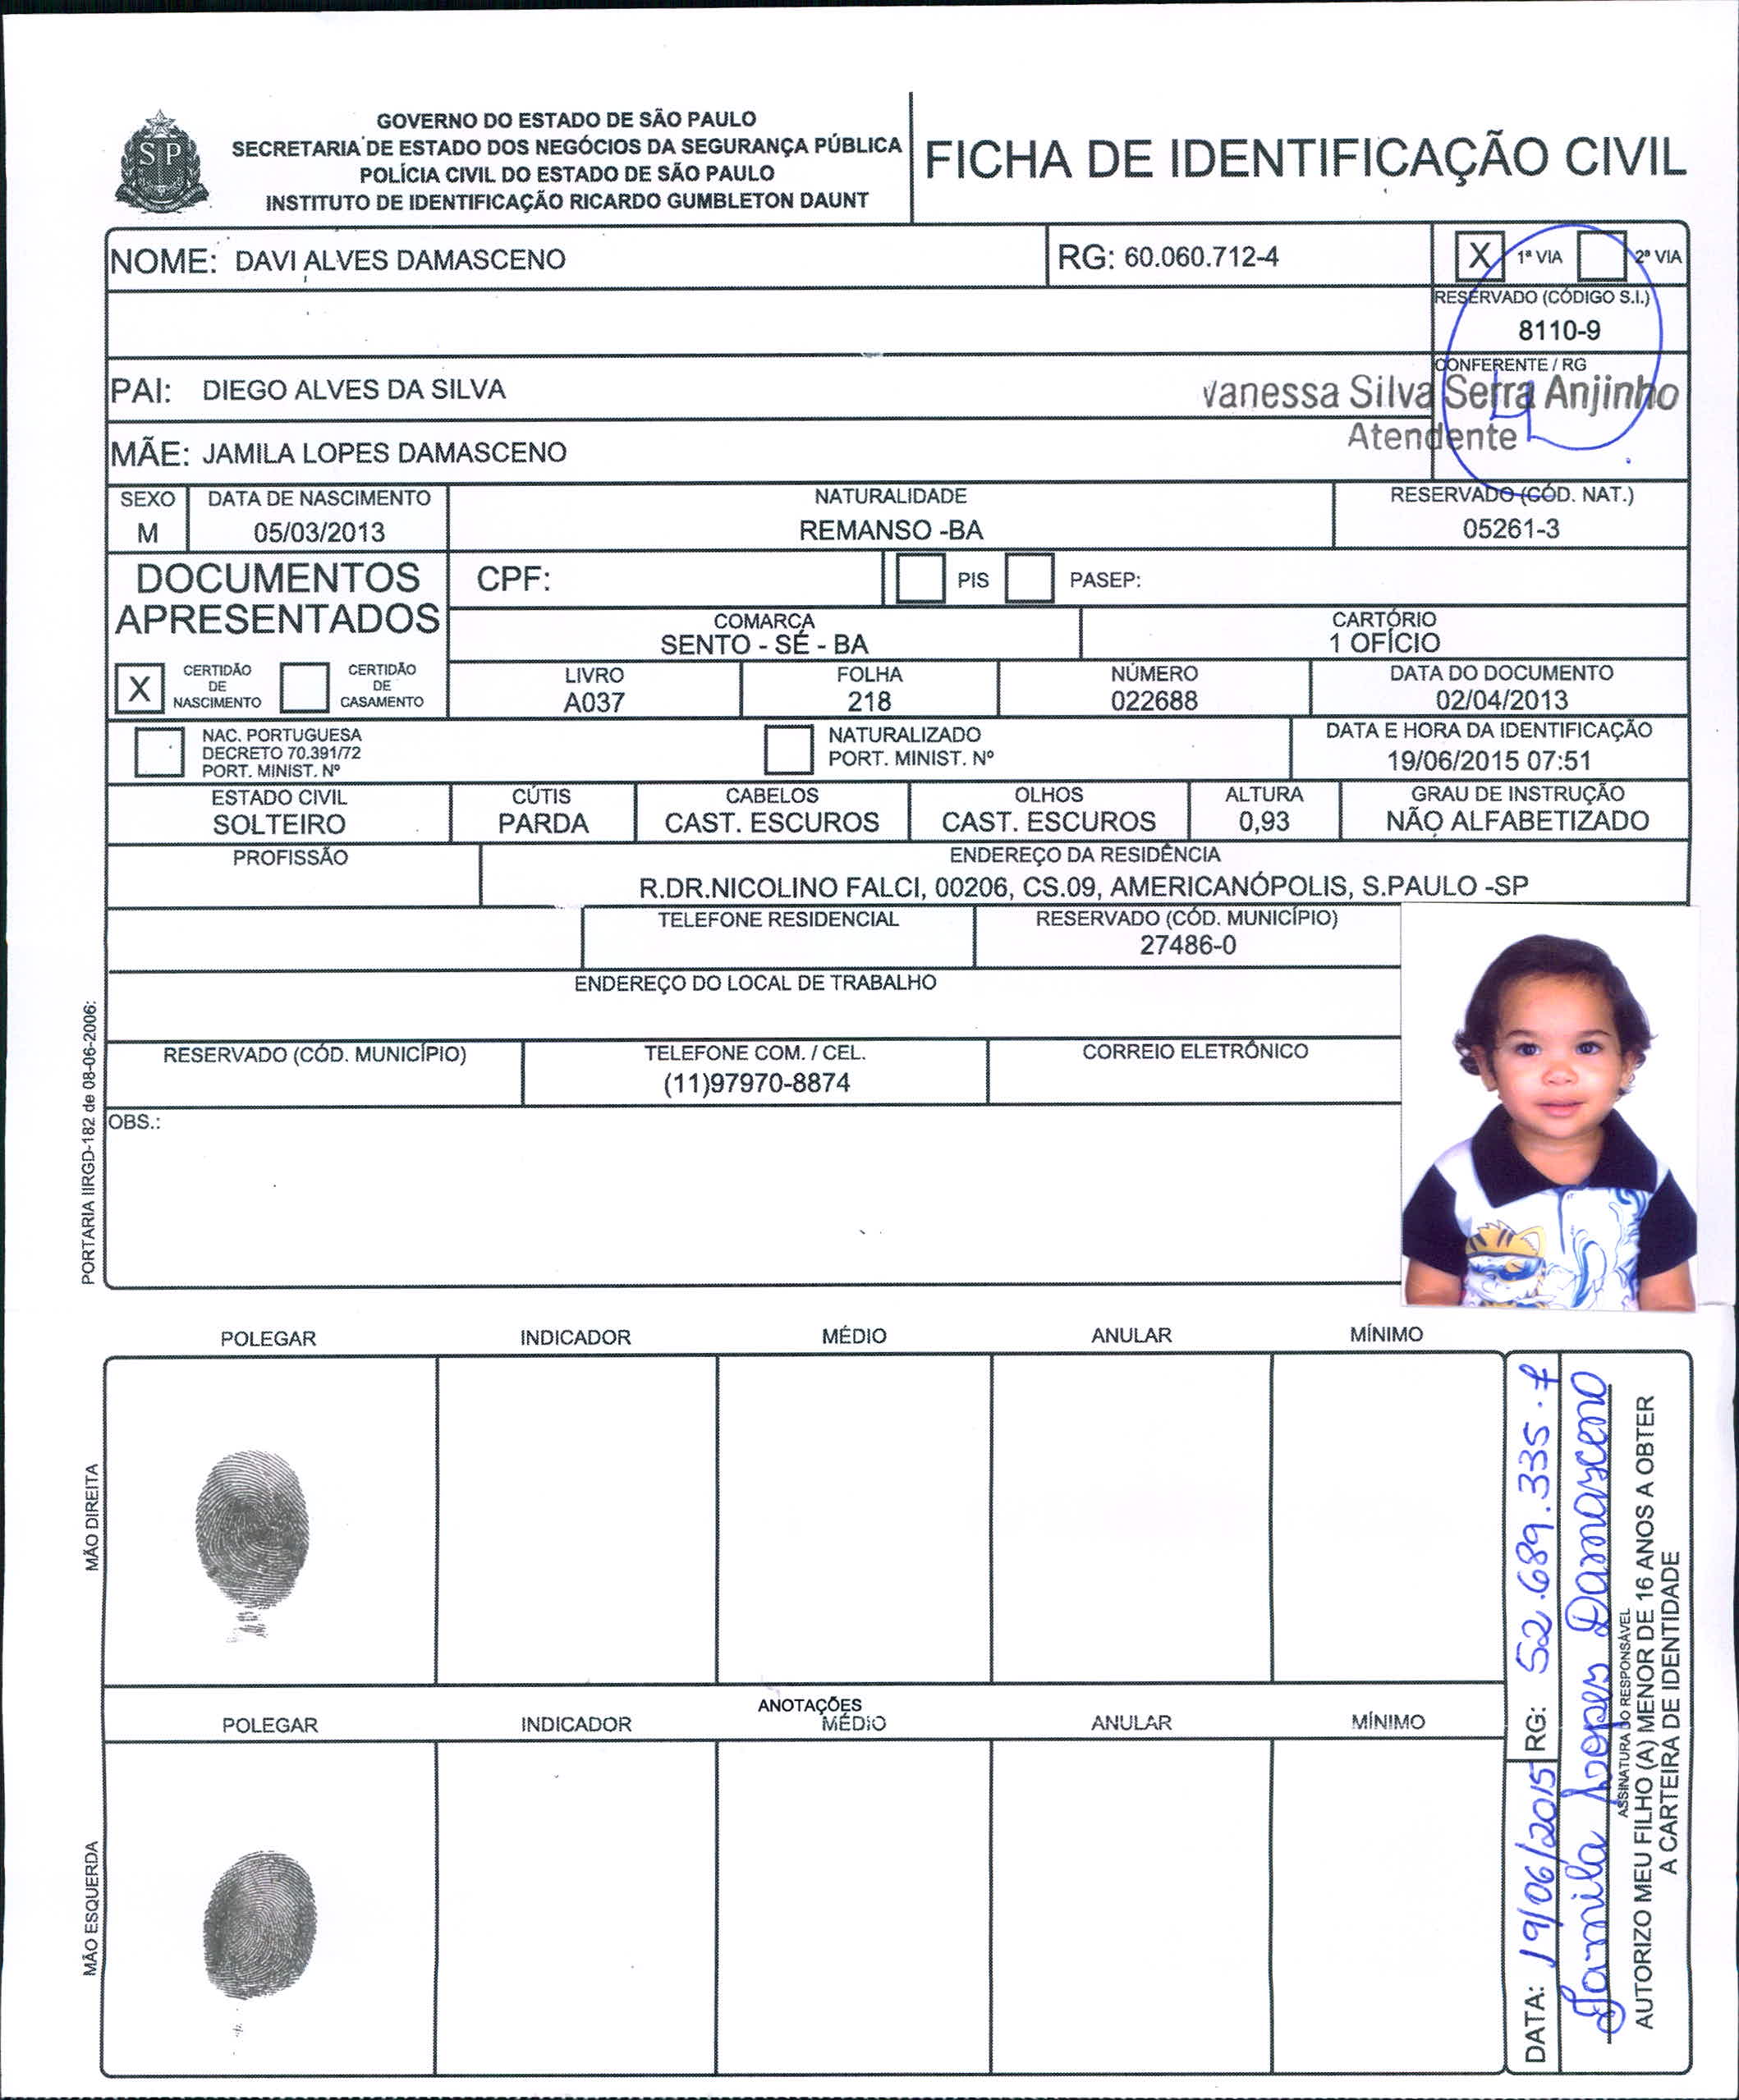 GOVERNO DO ESTADO DE SÃO PAULO
SECRETARIA DE ESTADO DOS NEGÓCIOS DA SEGURANÇA PÚBLICA
POLÍCIA CIVIL DO ESTADO DE SÃO PAULO
INSTITUTO DE IDENTIFICAÇÃO RICARDO GUMBLETON DAUNT
SP
FICHA DE IDENTIFICAÇÃO CIVIL
NOME: DAVI ALVES DAMASCENO
RG: 60.060.712-4
X 1ª VIA 2ª VIA
RESERVADO (CÓDIGO S.I.)
8110-9
CONFERENTE / RG
PAI: DIEGO ALVES DA SILVA
Vanessa Silva Serra Anjinho
Atendente
MÃE: JAMILA LOPES DAMASCENO
SEXO
M
DATA DE NASCIMENTO
05/03/2013
NATURALIDADE
REMANSO -BA
RESERVADO (CÓD. NAT.)
05261-3
DOCUMENTOS
APRESENTADOS
CPF:
PIS PASEP:
COMARCA
SENTO - SÉ - BA
CARTÓRIO
1 OFÍCIO
X CERTIDÃO
DE
NASCIMENTO
CERTIDÃO
DE
CASAMENTO
LIVRO
A037
FOLHA
218
NÚMERO
022688
DATA DO DOCUMENTO
02/04/2013
NAC. PORTUGUESA
DECRETO 70.391/72
PORT. MINIST. Nº
NATURALIZADO
PORT. MINIST. Nº
DATA E HORA DA IDENTIFICAÇÃO
19/06/2015 07:51
ESTADO CIVIL
SOLTEIRO
CÚTIS
PARDA
CABELOS
CAST. ESCUROS
OLHOS
CAST. ESCUROS
ALTURA
0,93
GRAU DE INSTRUÇÃO
NÃO ALFABETIZADO
PROFISSÃO
ENDEREÇO DA RESIDÊNCIA
R.DR.NICOLINO FALCI, 00206, CS.09, AMERICANÓPOLIS, S.PAULO -SP
TELEFONE RESIDENCIAL
RESERVADO (CÓD. MUNICÍPIO)
27486-0
ENDEREÇO DO LOCAL DE TRABALHO
RESERVADO (CÓD. MUNICÍPIO)
TELEFONE COM. / CEL.
(11)97970-8874
CORREIO ELETRÔNICO
OBS.:
PORTARIA IIRGD-182 de 08-06-2006:
POLEGAR INDICADOR MÉDIO ANULAR MÍNIMO
MÃO DIREITA
ANOTAÇÕES
POLEGAR INDICADOR MÉDIO ANULAR MÍNIMO
MÃO ESQUERDA
DATA: 19/06/2015 RG: 52.689.335.7
Jamila Lopes Damasceno
ASSINATURA DO RESPONSÁVEL
AUTORIZO MEU FILHO (A) MENOR DE 16 ANOS A OBTER
A CARTEIRA DE IDENTIDADE